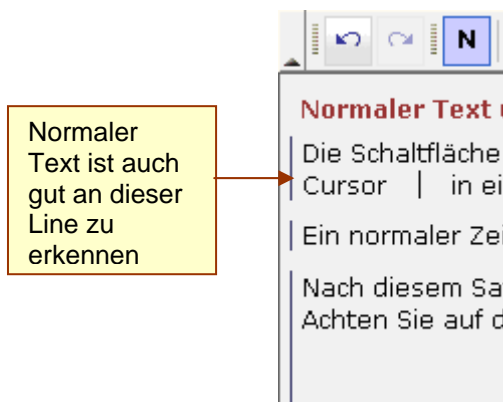 N
Normaler Text
Normaler
Text ist auch
gut an dieser
Line zu
erkennen
Die Schaltfläche
Cursor | in ei
Ein normaler Zei
Nach diesem Sa
Achten Sie auf d